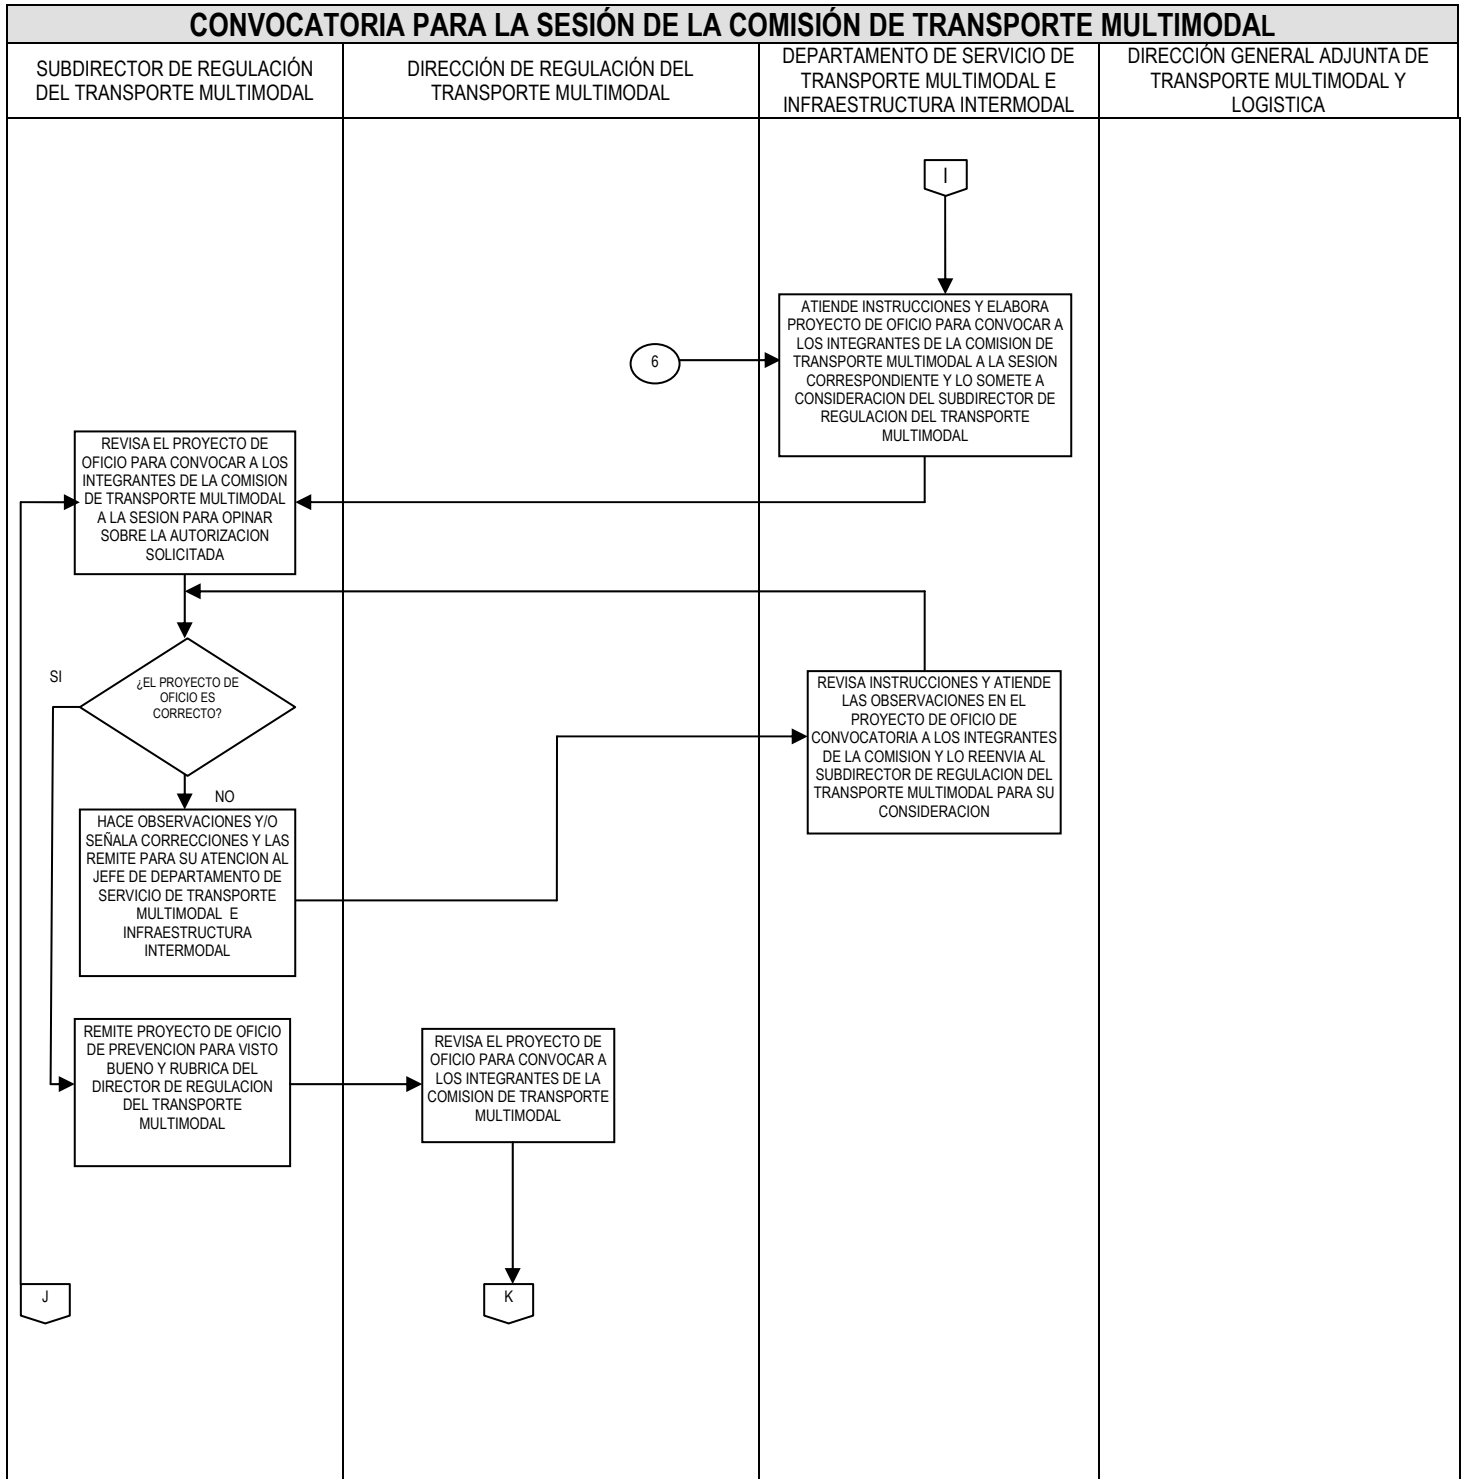 CONVOCATORIA PARA LA SESIÓN DE LA COMISIÓN DE TRANSPORTE MULTIMODAL
SUBDIRECTOR DE REGULACIÓN
DEL TRANSPORTE MULTIMODAL
DIRECCIÓN DE REGULACIÓN DEL
TRANSPORTE MULTIMODAL
DEPARTAMENTO DE SERVICIO DE
TRANSPORTE MULTIMODAL E
INFRAESTRUCTURA INTERMODAL
DIRECCIÓN GENERAL ADJUNTA DE
TRANSPORTE MULTIMODAL Y
LOGISTICA
I
ATIENDE INSTRUCCIONES Y ELABORA
PROYECTO DE OFICIO PARA CONVOCAR A
LOS INTEGRANTES DE LA COMISION DE
TRANSPORTE MULTIMODAL A LA SESION
CORRESPONDIENTE Y LO SOMETE A
CONSIDERACION DEL SUBDIRECTOR DE
REGULACION DEL TRANSPORTE
MULTIMODAL
6
REVISA EL PROYECTO DE
OFICIO PARA CONVOCAR A LOS
INTEGRANTES DE LA COMISION
DE TRANSPORTE MULTIMODAL
A LA SESION PARA OPINAR
SOBRE LA AUTORIZACION
SOLICITADA
SI
¿EL PROYECTO DE
OFICIO ES
CORRECTO?
NO
REVISA INSTRUCCIONES Y ATIENDE
LAS OBSERVACIONES EN EL
PROYECTO DE OFICIO DE
CONVOCATORIA A LOS INTEGRANTES
DE LA COMISION Y LO REENVIA AL
SUBDIRECTOR DE REGULACION DEL
TRANSPORTE MULTIMODAL PARA SU
CONSIDERACION
HACE OBSERVACIONES Y/O
SEÑALA CORRECCIONES Y LAS
REMITE PARA SU ATENCION AL
JEFE DE DEPARTAMENTO DE
SERVICIO DE TRANSPORTE
MULTIMODAL E
INFRAESTRUCTURA
INTERMODAL
REMITE PROYECTO DE OFICIO
DE PREVENCION PARA VISTO
BUENO Y RUBRICA DEL
DIRECTOR DE REGULACION
DEL TRANSPORTE
MULTIMODAL
REVISA EL PROYECTO DE
OFICIO PARA CONVOCAR A
LOS INTEGRANTES DE LA
COMISION DE TRANSPORTE
MULTIMODAL
J
K